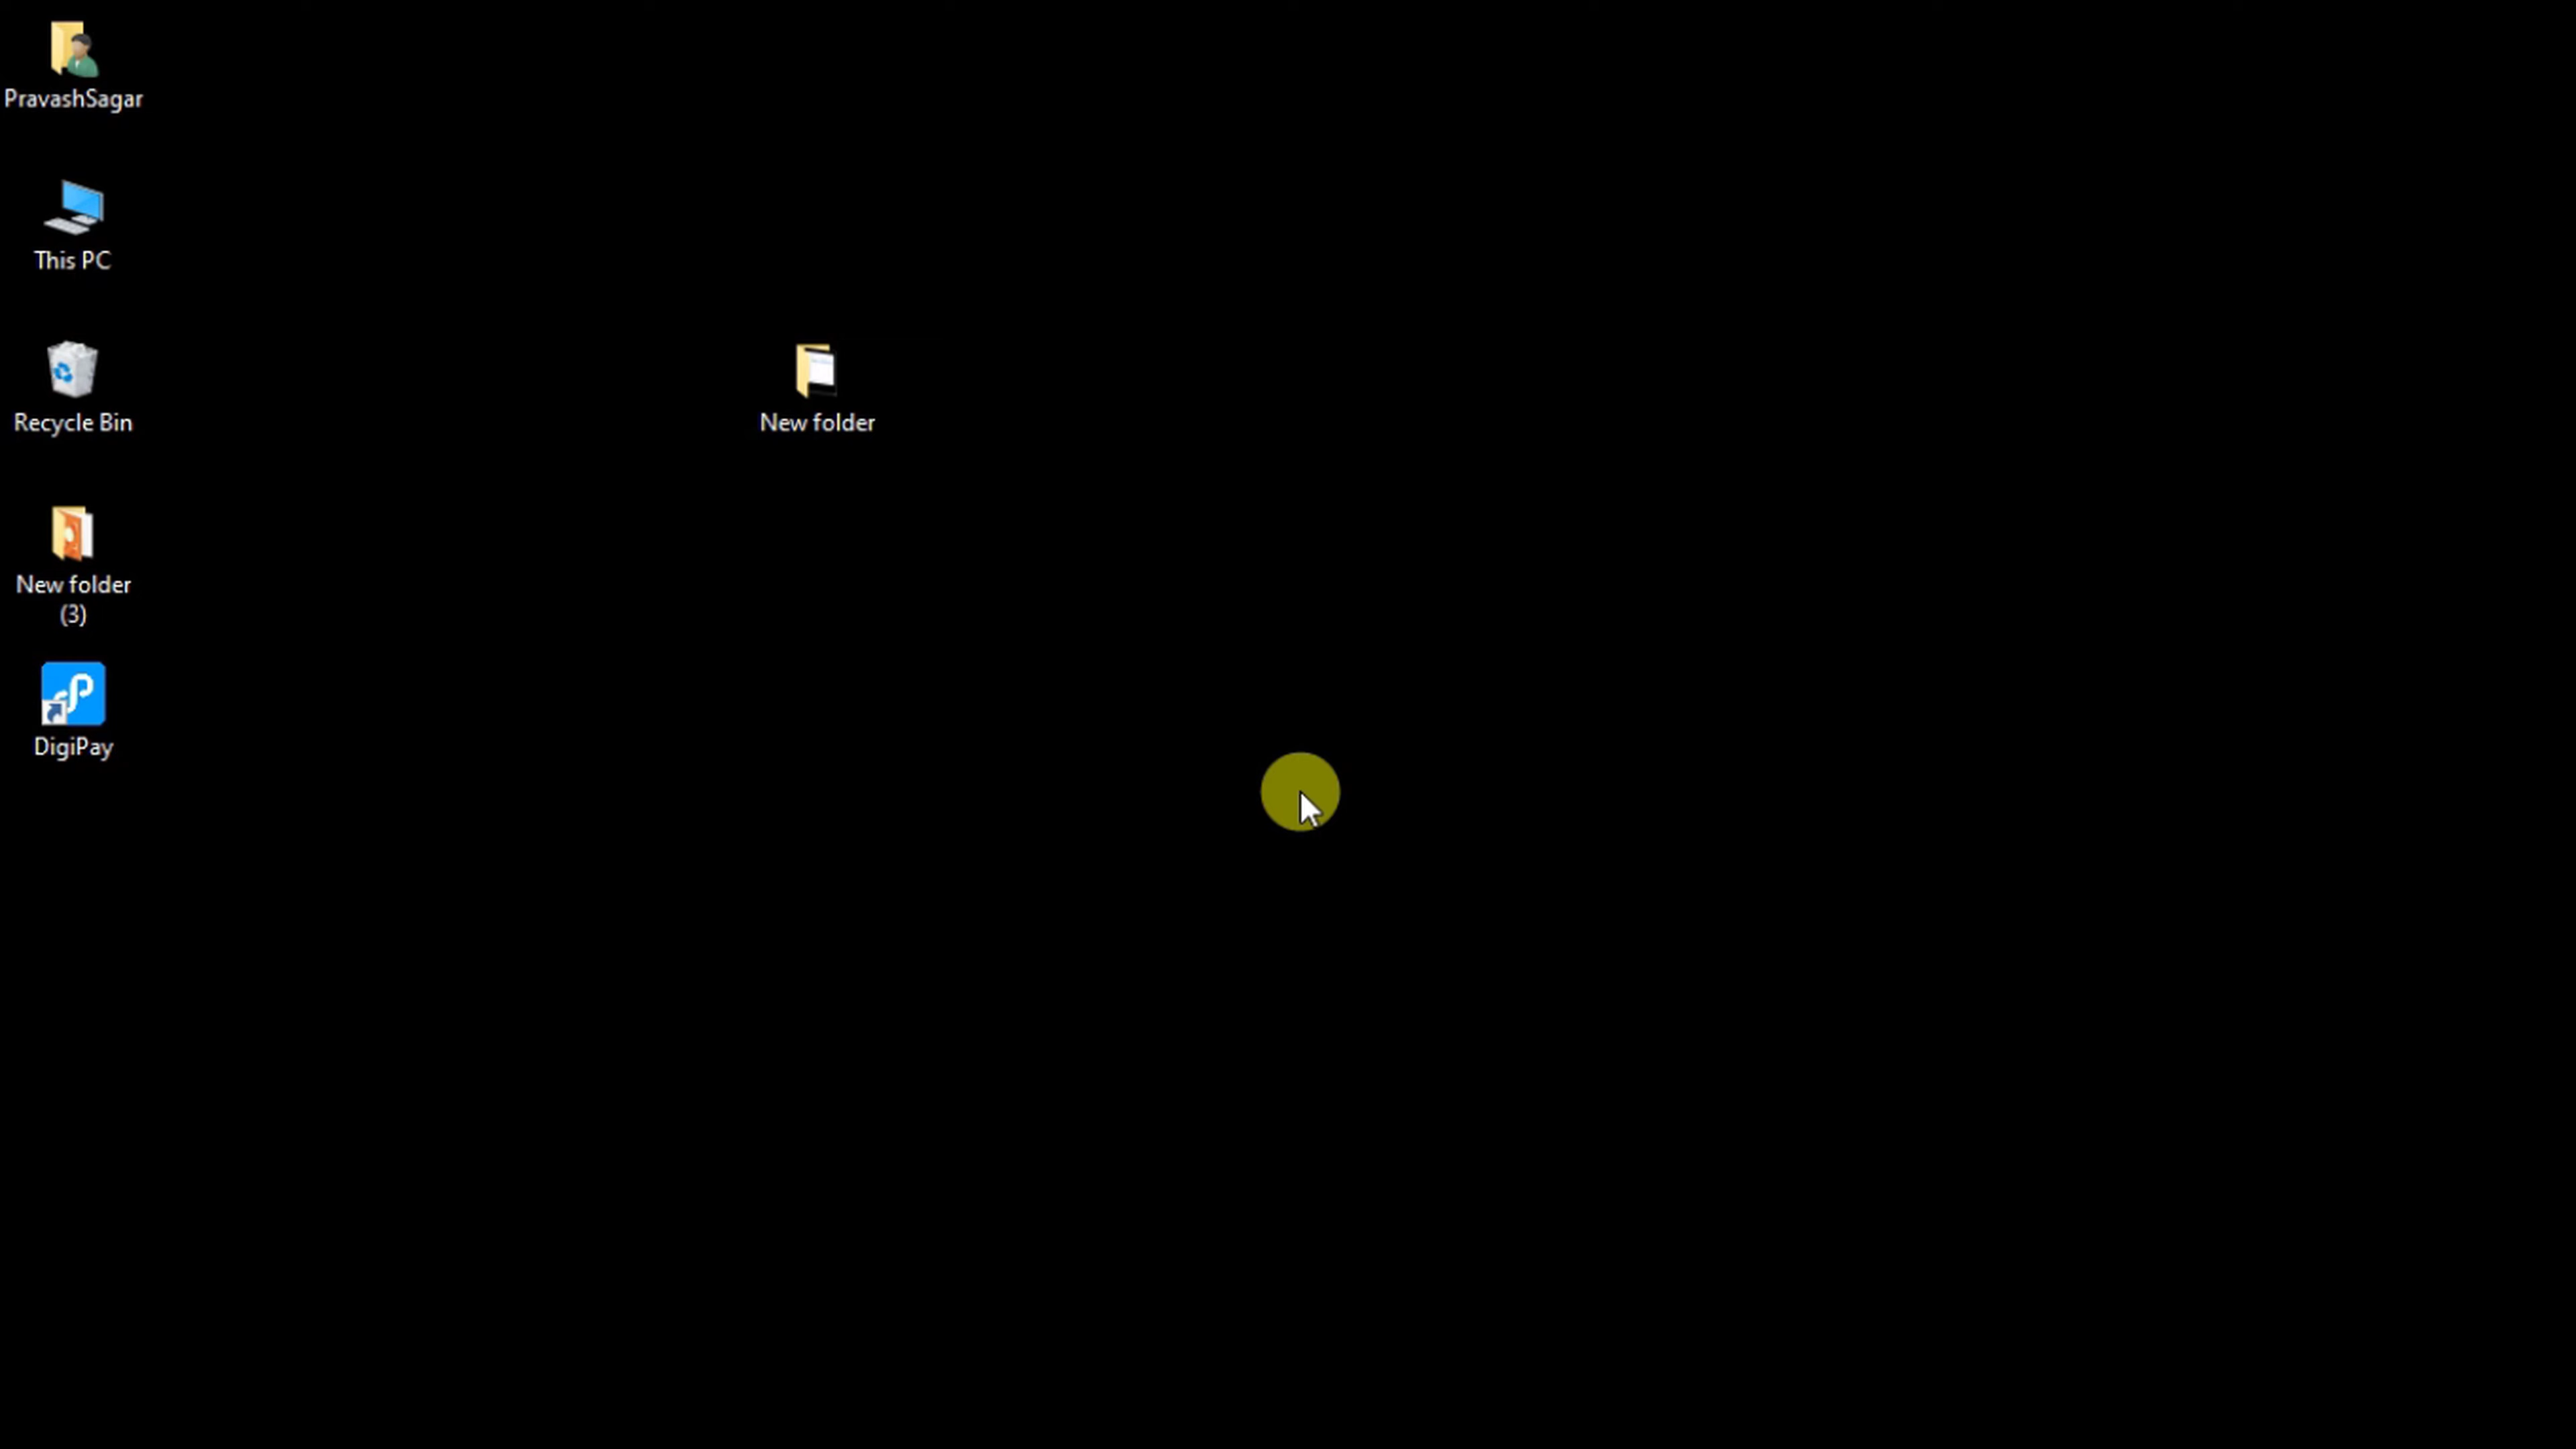 PravashSagar
This PC
Recycle Bin
New folder
New folder
(3)
DigiPay